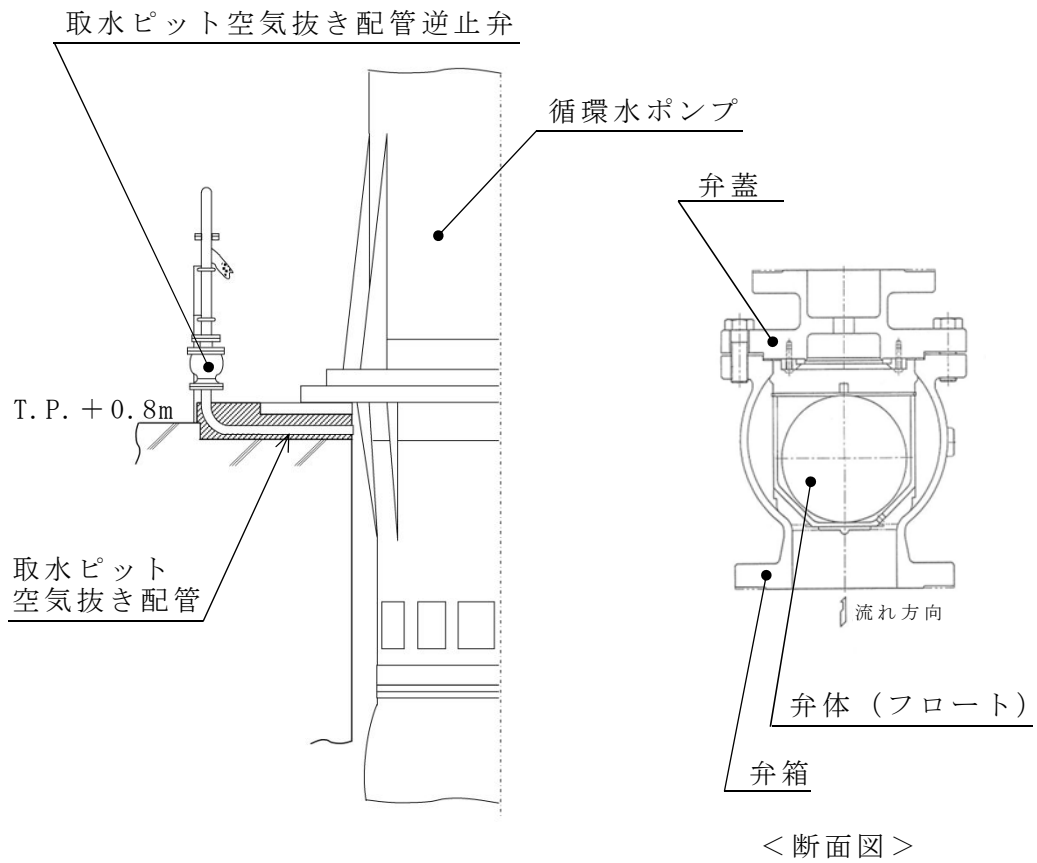 取水ピット空気抜き配管逆止弁
循環水ポンプ
弁蓋
T.P.＋0.8m
取水ピット
空気抜き配管
流れ方向
弁体（フロート）
弁箱
＜断面図＞